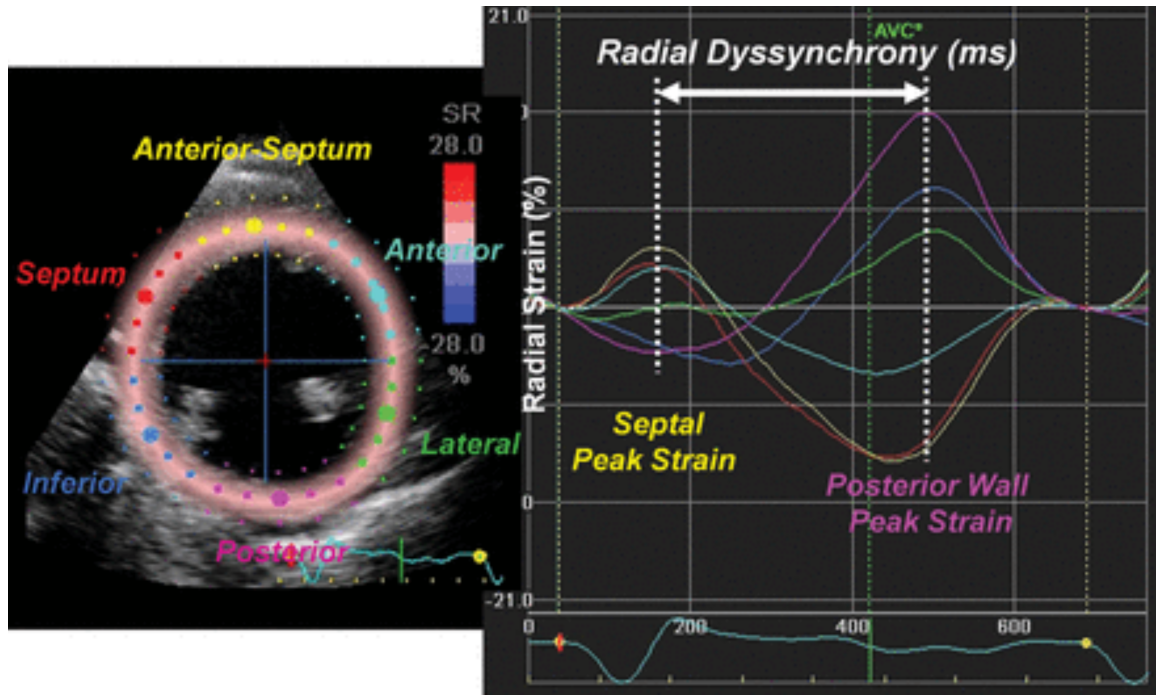 SR
28.0
-28.0
%
Anterior-Septum
Septum
Anterior
Inferior
Lateral
Posterior
21.0
AVC*
Radial Dyssynchrony (ms)
Radial Strain (%)
Septal
Peak Strain
Posterior Wall
Peak Strain
0
-21.0
0
200
400
600